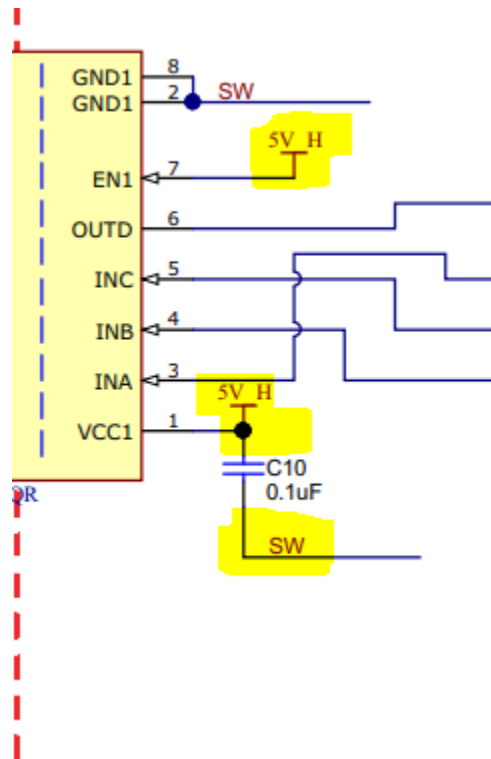 GND1 8
GND1 2 SW
5V_H
EN1 7
OUTD 6
INC 5
INB 4
INA 3
5V_H
VCC1 1
C10
0.1uF
QR
SW